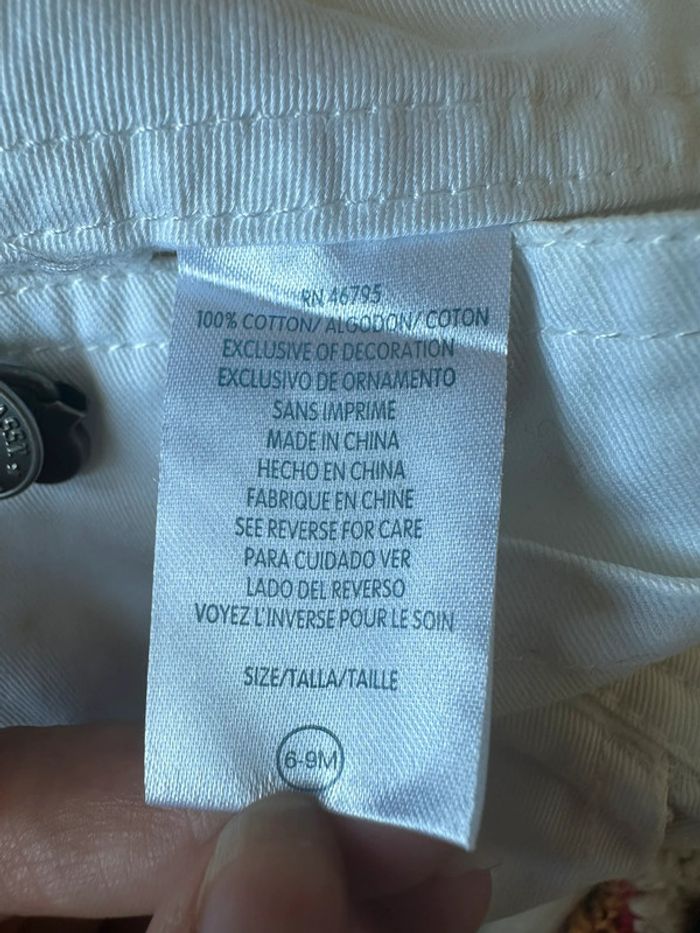 RN 46795
100% COTTON/ ALGODON/ COTON
EXCLUSIVE OF DECORATION
EXCLUSIVO DE ORNAMENTO
SANS IMPRIME
MADE IN CHINA
HECHO EN CHINA
FABRIQUE EN CHINE
SEE REVERSE FOR CARE
PARA CUIDADO VER
LADO DEL REVERSO
VOYEZ L'INVERSE POUR LE SOIN
SIZE/TALLA/TAILLE
6-9M